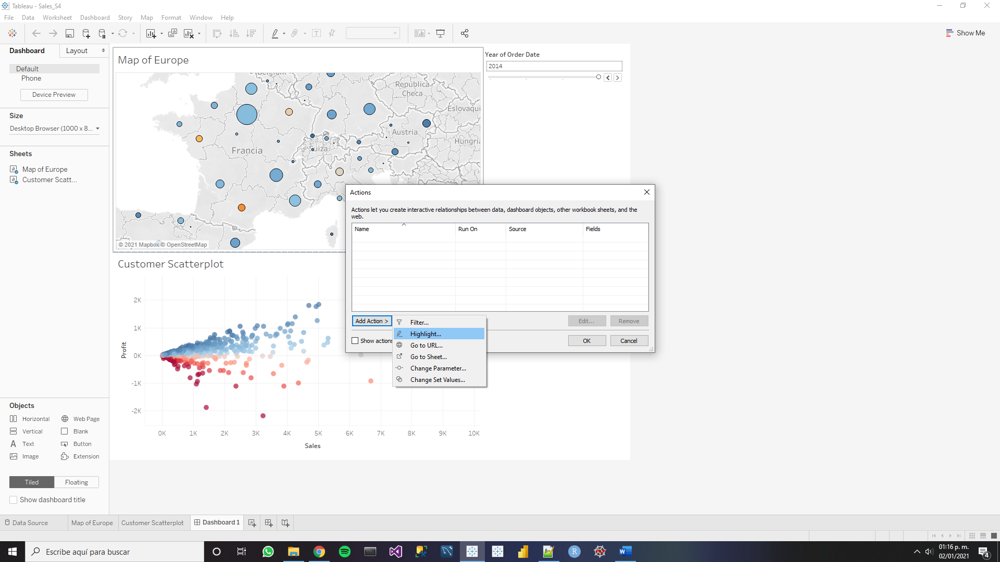 Tableau - Sales_S4
File Data Worksheet Dashboard Story Map Format Analysis Window Help
Show Me
Dashboard Layout
Default
Phone
Device Preview
Size
Desktop Browser (1000 x 8...
Sheets
Map of Europe
Customer Scatt...
Objects
Horizontal Web Page
Vertical Blank
Text Button
Image Extension
Tiled Floating
Show dashboard title
Map of Europe
República
Checa
Eslovaqui
Austria
Hungría
Francia
Suiza
© 2021 Mapbox © OpenStreetMap
Year of Order Date
2014
Customer Scatterplot
Profit
2K
1K
0K
-1K
-2K
0K 1K 2K 3K 4K 5K 6K 7K 8K 9K 10K
Sales
Actions
Actions let you create interactive relationships between data, dashboard objects, other workbook sheets, and the
web.
Name Run On Source Fields
Add Action > Edit... Remove
Show actions
OK Cancel
Filter...
Highlight...
Go to URL...
Go to Sheet...
Change Parameter...
Change Set Values...
Data Source Map of Europe Customer Scatterplot Dashboard 1
Escribe aquí para buscar
01:16 p. m.
02/01/2021
4